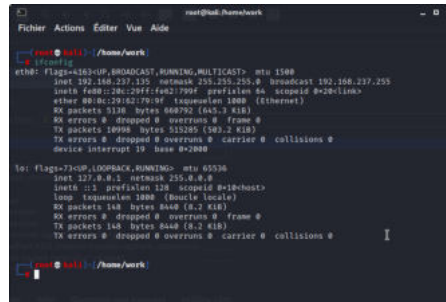 root@kali:/home/work
Fichier Actions Éditer Vue Aide
(root@kali)-[/home/work]
# ifconfig
eth0: flags=4163<UP,BROADCAST,RUNNING,MULTICAST> mtu 1500
inet 192.168.237.135 netmask 255.255.255.0 broadcast 192.168.237.255
inet6 fe80::20c:29ff:fe62:799f prefixlen 64 scopeid 0×20<link>
ether 00:0c:29:62:79:9f txqueuelen 1000 (Ethernet)
RX packets 5130 bytes 660792 (645.3 KiB)
RX errors 0 dropped 0 overruns 0 frame 0
TX packets 10998 bytes 515285 (503.2 KiB)
TX errors 0 dropped 0 overruns 0 carrier 0 collisions 0
device interrupt 19 base 0×2000
lo: flags=73<UP,LOOPBACK,RUNNING> mtu 65536
inet 127.0.0.1 netmask 255.0.0.0
inet6 ::1 prefixlen 128 scopeid 0×10<host>
loop txqueuelen 1000 (Boucle locale)
RX packets 148 bytes 8440 (8.2 KiB)
RX errors 0 dropped 0 overruns 0 frame 0
TX packets 148 bytes 8440 (8.2 KiB)
TX errors 0 dropped 0 overruns 0 carrier 0 collisions 0
(root@kali)-[/home/work]
#